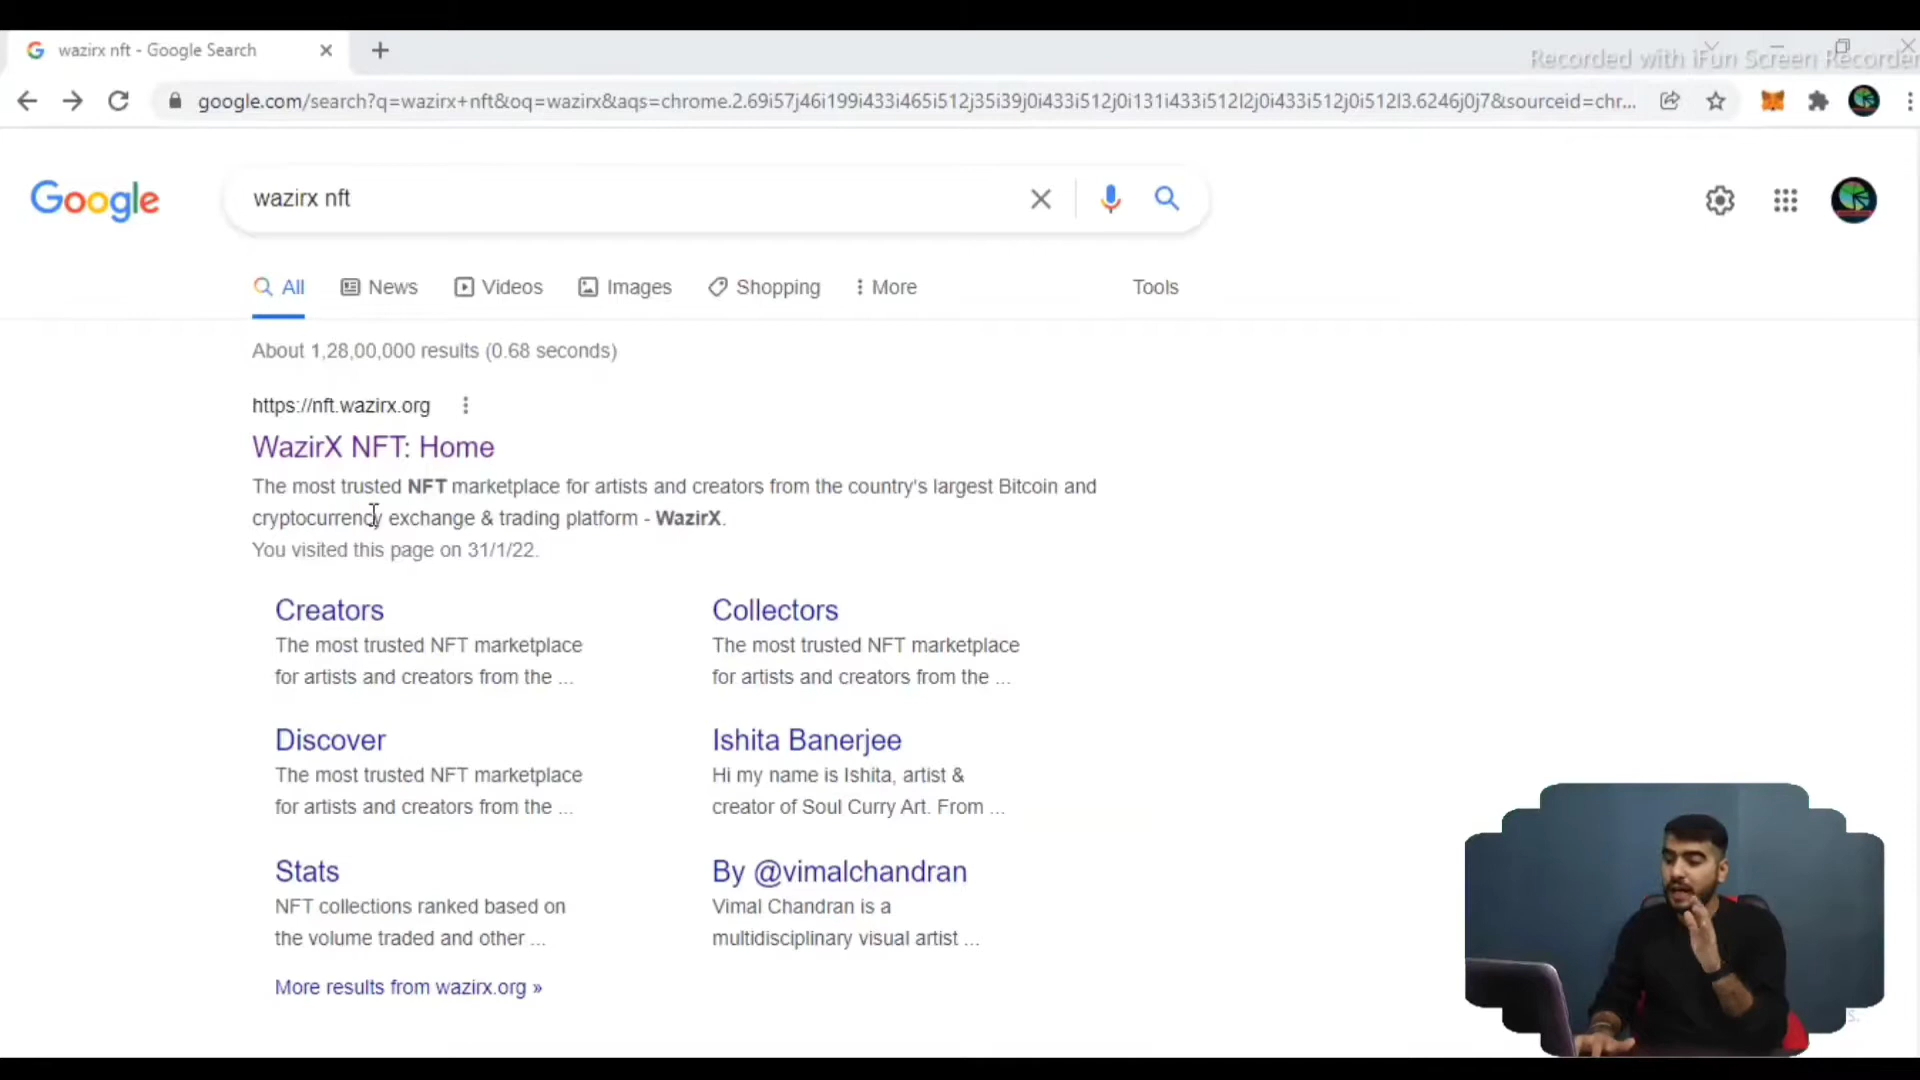 wazirx nft - Google Search
Recorded with iFun Screen Recorder
google.com/search?q=wazirx+nft&oq=wazirx&aqs=chrome.2.69i57j46i199i433i465i512j35i39j0i433i512j0i131i433i512l2j0i433i512j0i512l3.6246j0j7&sourceid=chr...
Google
wazirx nft
All
News
Videos
Images
Shopping
More
Tools
About 1,28,00,000 results (0.68 seconds)
https://nft.wazirx.org
WazirX NFT: Home
The most trusted NFT marketplace for artists and creators from the country's largest Bitcoin and
cryptocurrency exchange & trading platform - WazirX.
You visited this page on 31/1/22.
Creators
The most trusted NFT marketplace
for artists and creators from the ...
Collectors
The most trusted NFT marketplace
for artists and creators from the ...
Discover
The most trusted NFT marketplace
for artists and creators from the ...
Ishita Banerjee
Hi my name is Ishita, artist &
creator of Soul Curry Art. From ...
Stats
NFT collections ranked based on
the volume traded and other ...
By @vimalchandran
Vimal Chandran is a
multidisciplinary visual artist ...
More results from wazirx.org »